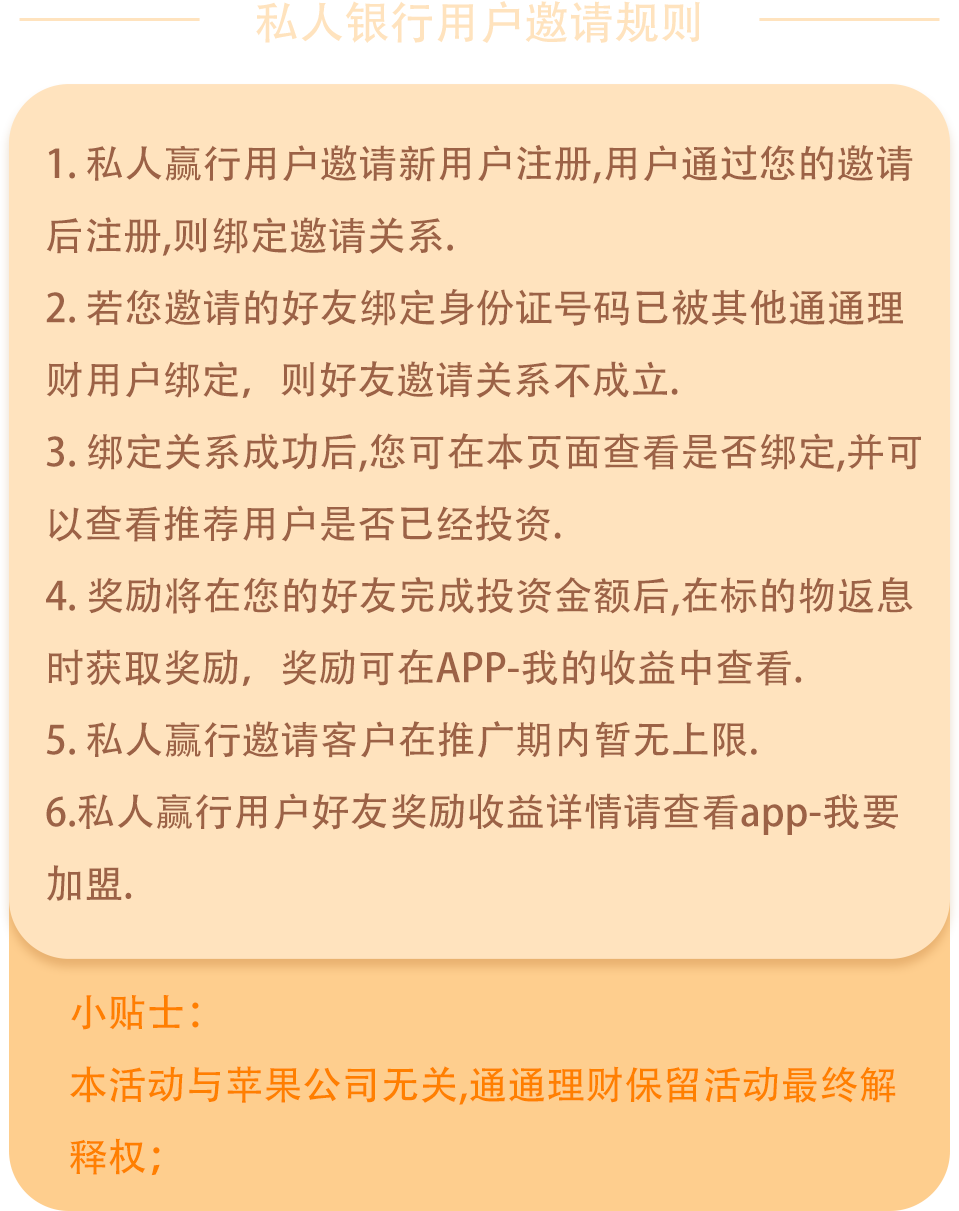 私人银行用户邀请规则
1. 私人赢行用户邀请新用户注册,用户通过您的邀请
后注册,则绑定邀请关系.
2. 若您邀请的好友绑定身份证号码已被其他通通理
财用户绑定，则好友邀请关系不成立.
3. 绑定关系成功后,您可在本页面查看是否绑定,并可
以查看推荐用户是否已经投资.
4. 奖励将在您的好友完成投资金额后,在标的物返息
时获取奖励，奖励可在APP-我的收益中查看.
5. 私人赢行邀请客户在推广期内暂无上限.
6.私人赢行用户好友奖励收益详情请查看app-我要
加盟.
小贴士：
本活动与苹果公司无关,通通理财保留活动最终解
释权；